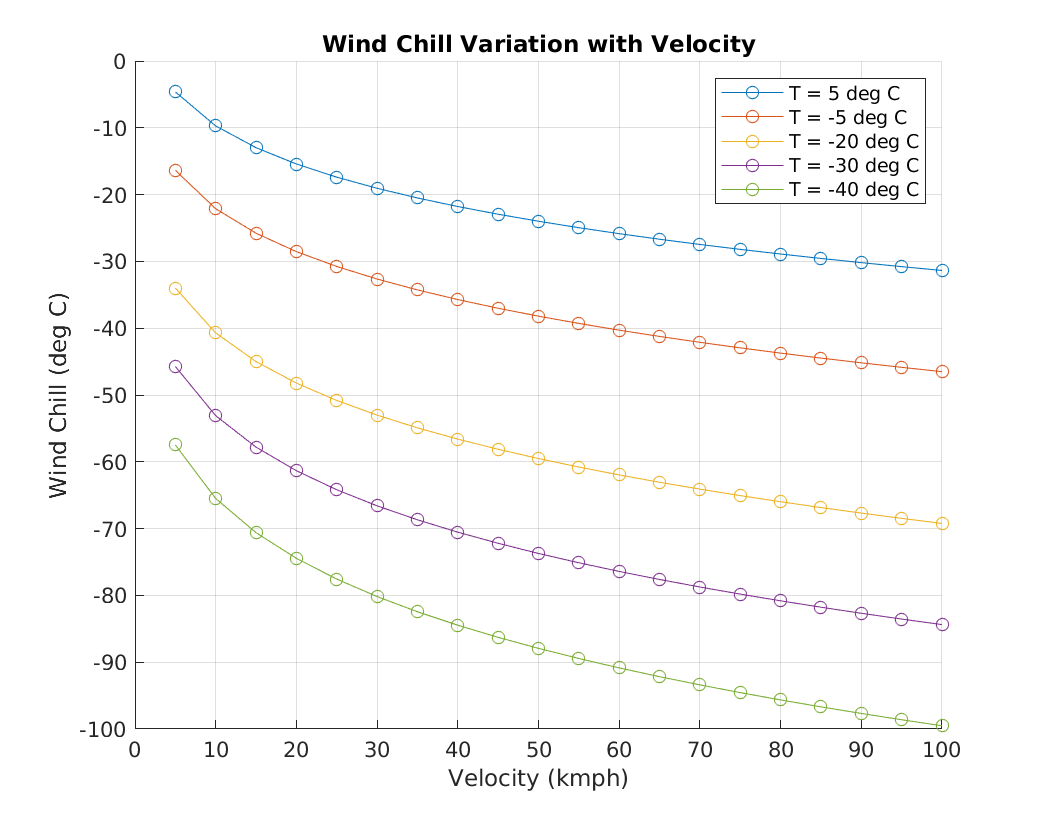 Wind Chill Variation with Velocity
T = 5 deg C
T = -5 deg C
T = -20 deg C
T = -30 deg C
T = -40 deg C
Wind Chill (deg C)
0
-10
-20
-30
-40
-50
-60
-70
-80
-90
-100
0 10 20 30 40 50 60 70 80 90 100
Velocity (kmph)